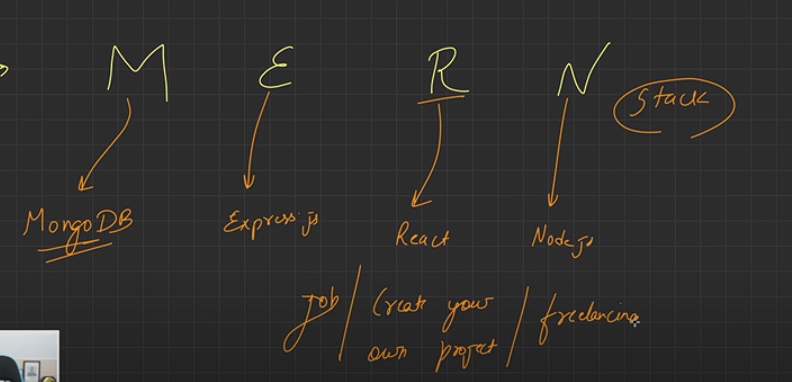 M E R N Stack
MongoDB Express.js React Node.js
Job / Create your / freelancing
own project /